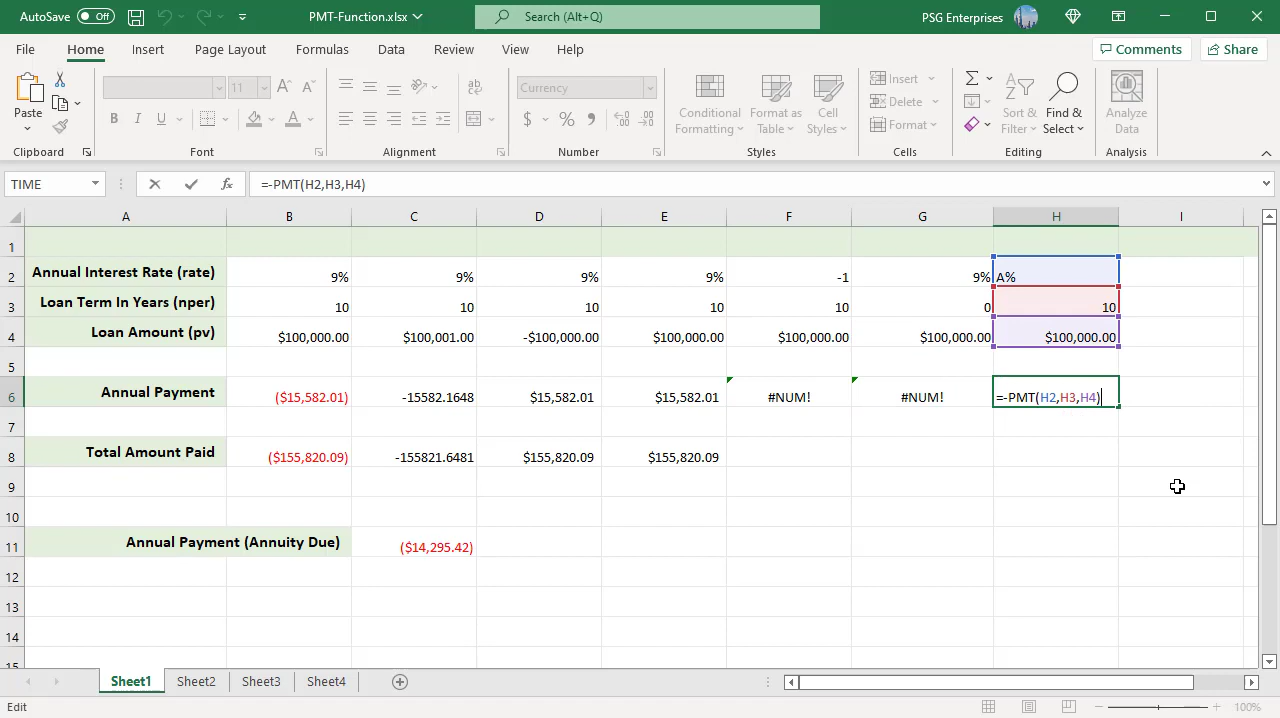 AutoSave Off PMT-Function.xlsx Search (Alt+Q) PSG Enterprises
File Home Insert Page Layout Formulas Data Review View Help Comments Share
Paste
Clipboard
11
B I U A
Font
Alignment
Currency
$ % ,
Number
Conditional Formatting
Format as Table
Cell Styles
Styles
Insert
Delete
Format
Cells
Sort & Filter
Find & Select
Editing
Analyze Data
Analysis
TIME =-PMT(H2,H3,H4)
A B C D E F G H I
1
2 Annual Interest Rate (rate) 9% 9% 9% 9% -1 9% A%
3 Loan Term In Years (nper) 10 10 10 10 10 0 10
4 Loan Amount (pv) $100,000.00 $100,001.00 -$100,000.00 $100,000.00 $100,000.00 $100,000.00 $100,000.00
5
6 Annual Payment ($15,582.01) -15582.1648 $15,582.01 $15,582.01 #NUM! #NUM! =-PMT(H2,H3,H4)
7
8 Total Amount Paid ($155,820.09) -155821.6481 $155,820.09 $155,820.09
9
10
11 Annual Payment (Annuity Due) ($14,295.42)
12
13
14
15
Sheet1 Sheet2 Sheet3 Sheet4
Edit 100%